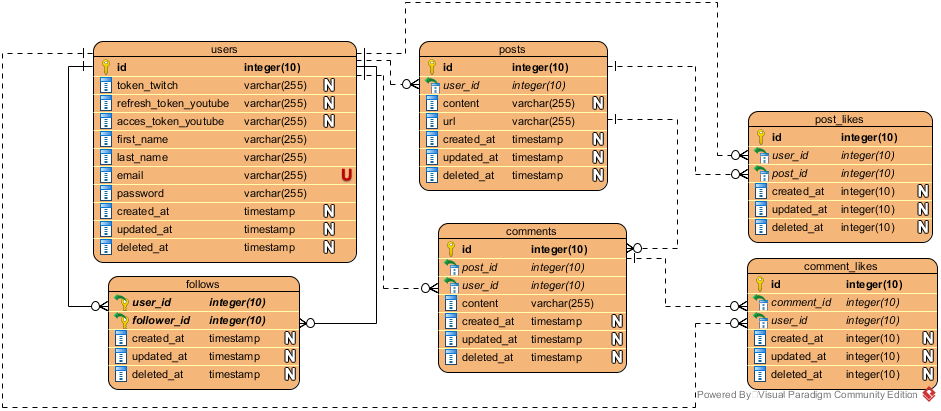 users
id integer(10)
token_twitch varchar(255) N
refresh_token_youtube varchar(255) N
acces_token_youtube varchar(255) N
first_name varchar(255)
last_name varchar(255)
email varchar(255) U
password varchar(255)
created_at timestamp N
updated_at timestamp N
deleted_at timestamp N
posts
id integer(10)
user_id integer(10)
content varchar(255) N
url varchar(255)
created_at timestamp N
updated_at timestamp N
deleted_at timestamp N
post_likes
id integer(10)
user_id integer(10)
post_id integer(10)
created_at integer(10) N
updated_at integer(10) N
deleted_at integer(10) N
comments
id integer(10)
post_id integer(10)
user_id integer(10)
content varchar(255)
created_at timestamp N
updated_at timestamp N
deleted_at timestamp N
follows
user_id integer(10)
follower_id integer(10)
created_at timestamp N
updated_at timestamp N
deleted_at timestamp N
comment_likes
id integer(10)
comment_id integer(10)
user_id integer(10)
created_at integer(10) N
updated_at integer(10) N
deleted_at integer(10) N
Powered By Visual Paradigm Community Edition